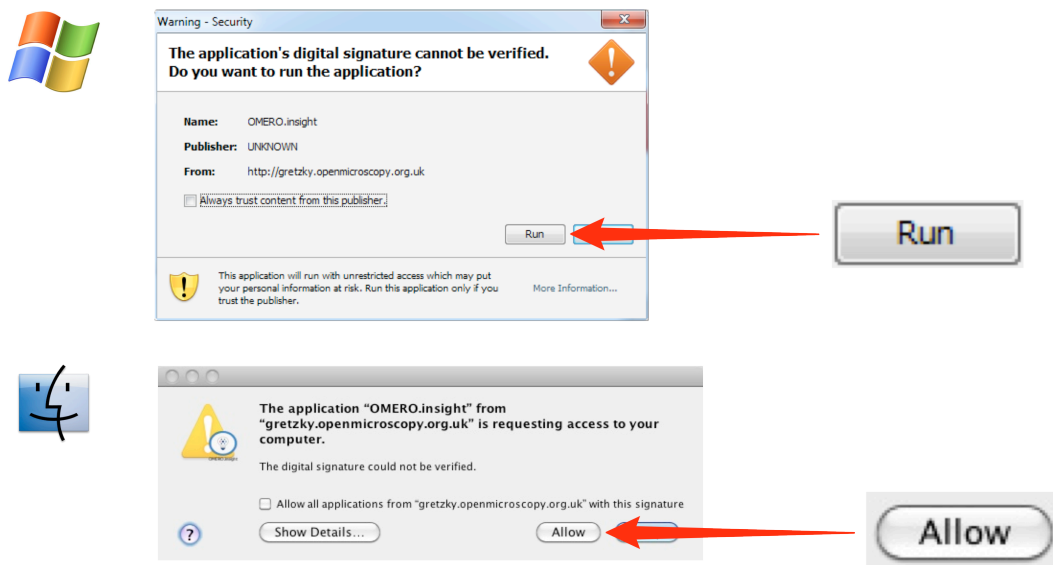 Warning - Security
The application's digital signature cannot be verified.
Do you want to run the application?
Name: OMERO.insight
Publisher: UNKNOWN
From: http://gretzky.openmicroscopy.org.uk
Always trust content from this publisher.
Run
Run
This application will run with unrestricted access which may put
your personal information at risk. Run this application only if you
trust the publisher.
More Information...
The application “OMERO.insight” from
“gretzky.openmicroscopy.org.uk” is requesting access to your
computer.
OMERO.insight
The digital signature could not be verified.
Allow all applications from “gretzky.openmicroscopy.org.uk” with this signature
?
Show Details...
Allow
Allow